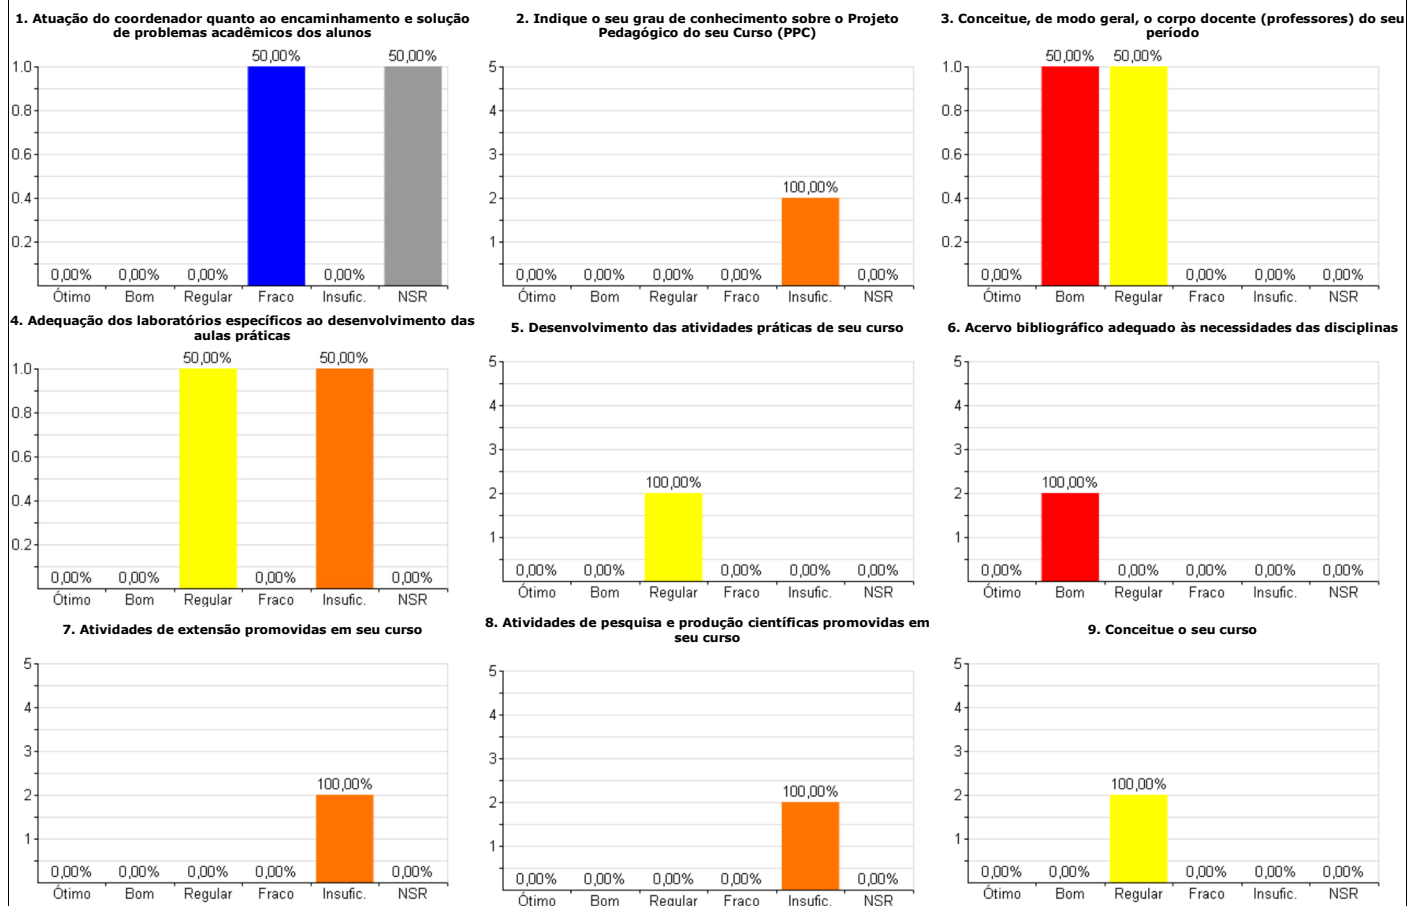 1. Atuação do coordenador quanto ao encaminhamento e solução
de problemas acadêmicos dos alunos
50,00% 50,00%
1.0
0.8
0.6
0.4
0.2
0,00% 0,00% 0,00% 0,00%
Ótimo Bom Regular Fraco Insufic. NSR
2. Indique o seu grau de conhecimento sobre o Projeto
Pedagógico do seu Curso (PPC)
5
4
3
100,00%
2
1
0,00% 0,00% 0,00% 0,00% 0,00%
Ótimo Bom Regular Fraco Insufic. NSR
3. Conceitue, de modo geral, o corpo docente (professores) do seu
período
50,00% 50,00%
1.0
0.8
0.6
0.4
0.2
0,00% 0,00% 0,00% 0,00%
Ótimo Bom Regular Fraco Insufic. NSR
4. Adequação dos laboratórios específicos ao desenvolvimento das
aulas práticas
50,00% 50,00%
1.0
0.8
0.6
0.4
0.2
0,00% 0,00% 0,00% 0,00%
Ótimo Bom Regular Fraco Insufic. NSR
5. Desenvolvimento das atividades práticas de seu curso
5
4
3
100,00%
2
1
0,00% 0,00% 0,00% 0,00% 0,00%
Ótimo Bom Regular Fraco Insufic. NSR
6. Acervo bibliográfico adequado às necessidades das disciplinas
5
4
3
100,00%
2
1
0,00% 0,00% 0,00% 0,00% 0,00%
Ótimo Bom Regular Fraco Insufic. NSR
7. Atividades de extensão promovidas em seu curso
5
4
3
100,00%
2
1
0,00% 0,00% 0,00% 0,00% 0,00%
Ótimo Bom Regular Fraco Insufic. NSR
8. Atividades de pesquisa e produção científicas promovidas em
seu curso
5
4
3
100,00%
2
1
0,00% 0,00% 0,00% 0,00% 0,00%
Ótimo Bom Regular Fraco Insufic. NSR
9. Conceitue o seu curso
5
4
3
100,00%
2
1
0,00% 0,00% 0,00% 0,00% 0,00%
Ótimo Bom Regular Fraco Insufic. NSR